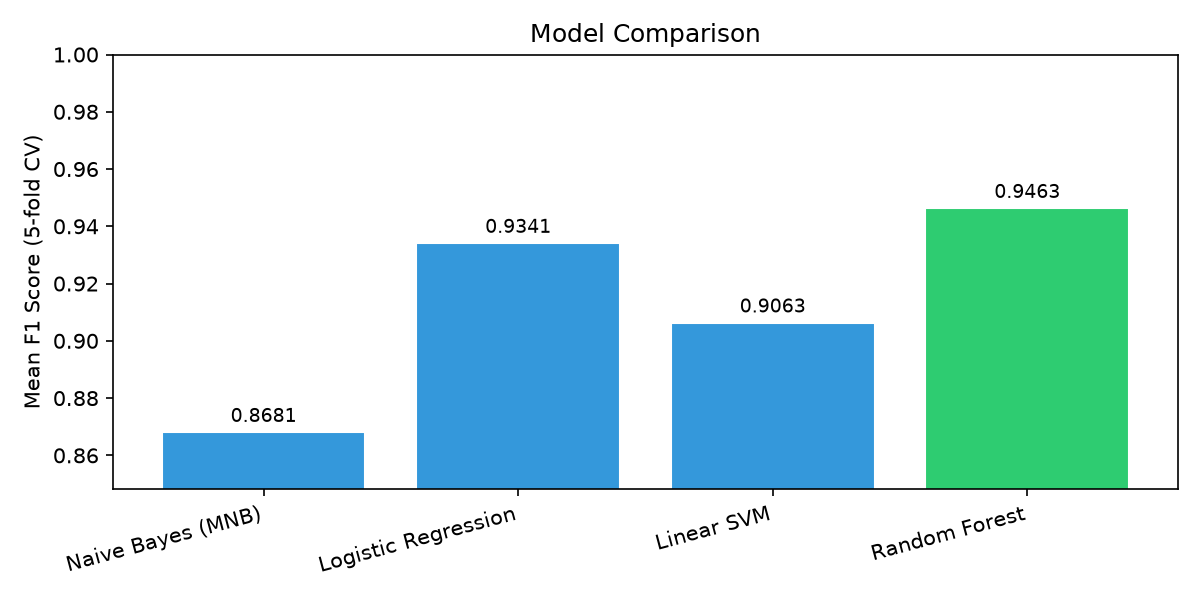 Model Comparison
Mean F1 Score (5-fold CV)
1.00
0.98
0.96
0.94
0.92
0.90
0.88
0.86
0.8681
0.9341
0.9063
0.9463
Naive Bayes (MNB)
Logistic Regression
Linear SVM
Random Forest